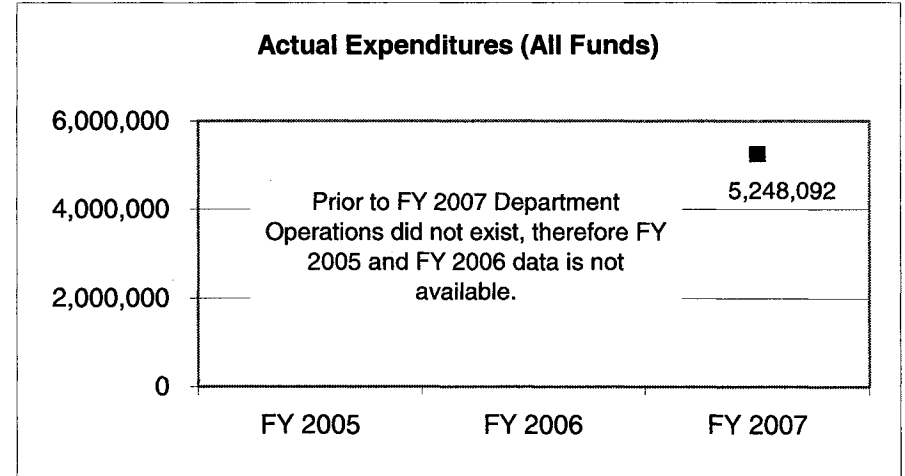 Actual Expenditures (All Funds)
6,000,000
4,000,000
2,000,000
0
Prior to FY 2007 Department
Operations did not exist, therefore FY
2005 and FY 2006 data is not
available.
5,248,092
FY 2005
FY 2006
FY 2007